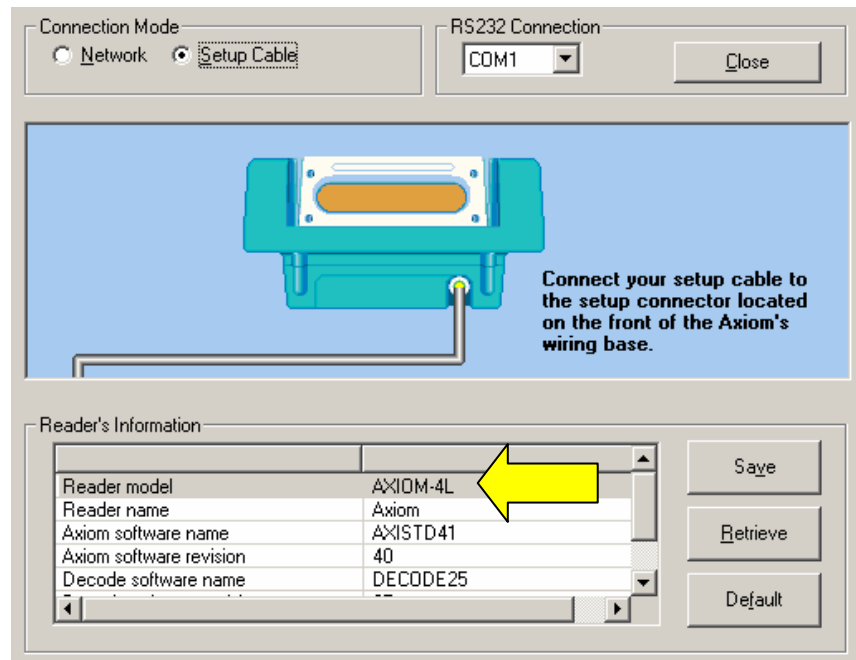 Connection Mode
Network Setup Cable
RS232 Connection
COM1
Close
Connect your setup cable to
the setup connector located
on the front of the Axiom's
wiring base.
Reader's Information
Reader model AXIOM-4L
Reader name Axiom
Axiom software name AXISTD41
Axiom software revision 40
Decode software name DECODE25
Save
Retrieve
Default